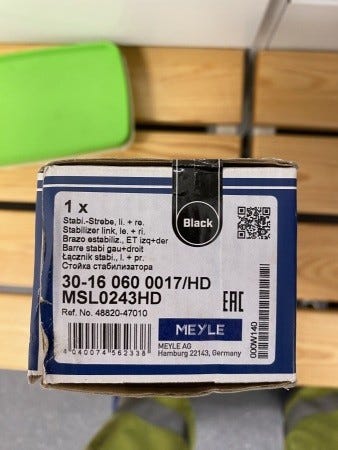 1 x
Stabi.-Strebe, li. + re.
Stabilizer link, le. + ri.
Brazo estabiliz., ET izq+der
Barre stabi gau+droit
Łącznik stabi., l. + pr.
Стойка стабилизатора
Black
30-16 060 0017/HD
MSL0243HD
Ref. No. 48820-47010
EAC
4 040074 562338
MEYLE
MEYLE AG
Hamburg 22143, Germany
000W140